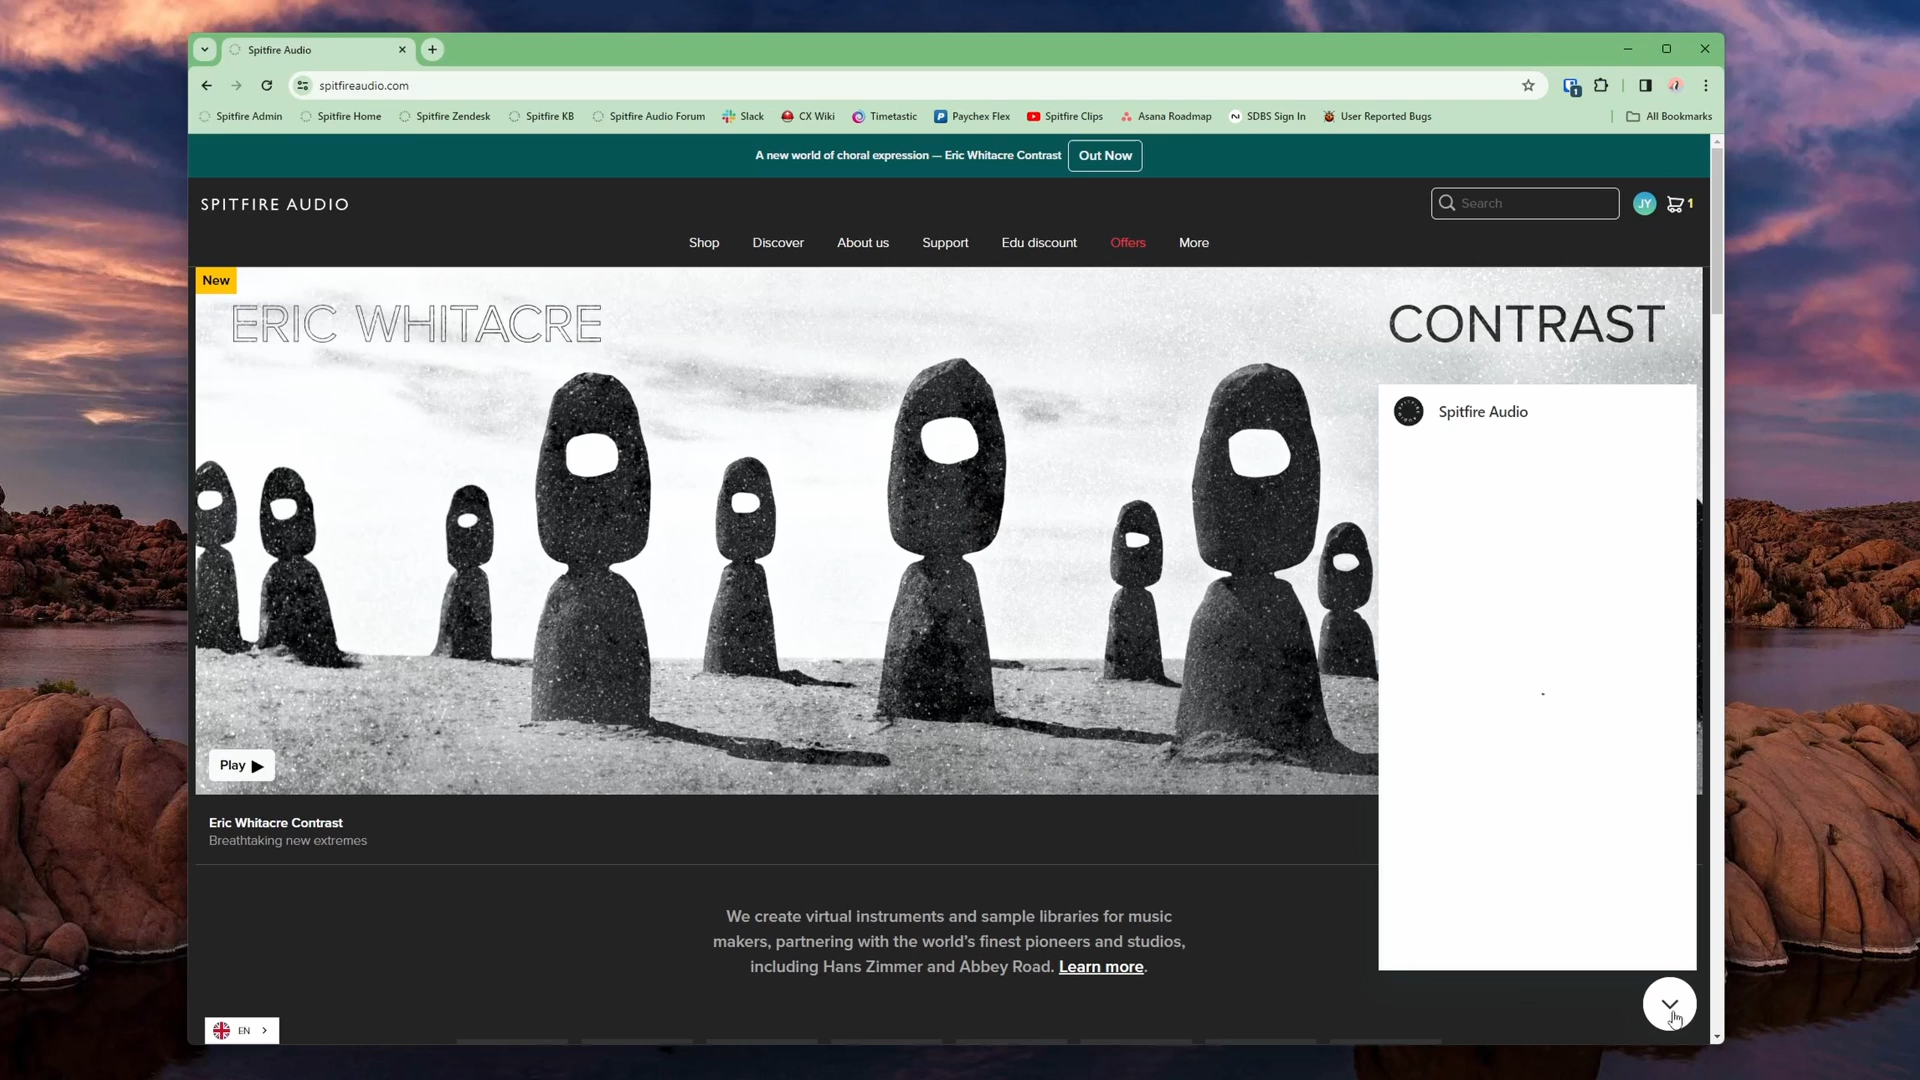 Spitfire Audio
spitfireaudio.com
Spitfire Admin
Spitfire Home
Spitfire Zendesk
Spitfire KB
Spitfire Audio Forum
Slack
CX Wiki
Timetastic
Paychex Flex
Spitfire Clips
Asana Roadmap
SDBS Sign In
User Reported Bugs
All Bookmarks
A new world of choral expression — Eric Whitacre Contrast
Out Now
SPITFIRE AUDIO
Search
JY
1
Shop
Discover
About us
Support
Edu discount
Offers
More
New
ERIC WHITACRE
CONTRAST
Spitfire Audio
Play
Eric Whitacre Contrast
Breathtaking new extremes
We create virtual instruments and sample libraries for music
makers, partnering with the world's finest pioneers and studios,
including Hans Zimmer and Abbey Road. Learn more.
EN